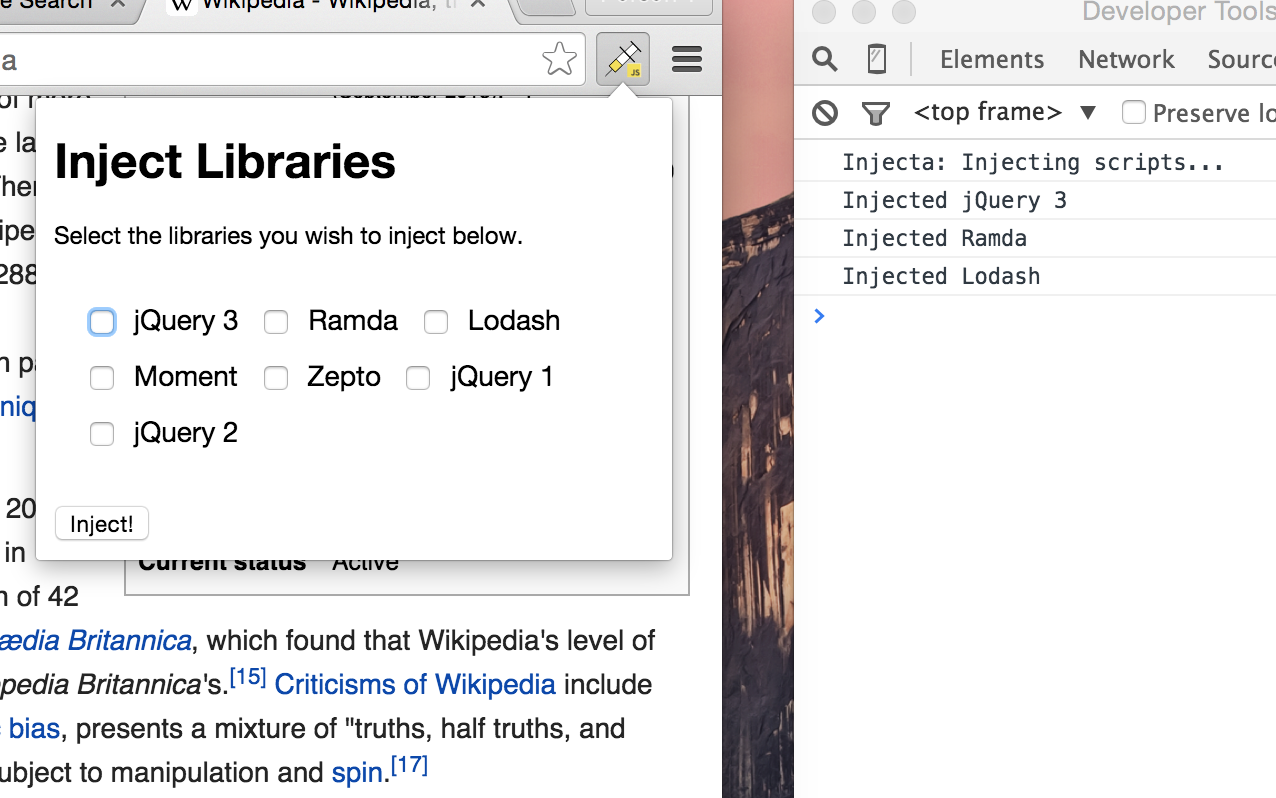 Search
Wikipedia - Wikipedia,
a
Inject Libraries
Select the libraries you wish to inject below.
jQuery 3 Ramda Lodash
Moment Zepto jQuery 1
jQuery 2
Inject!
288
20
in
Current status Active
n of 42
ædia Britannica, which found that Wikipedia's level of
pedia Britannica's.[15] Criticisms of Wikipedia include
bias, presents a mixture of "truths, half truths, and
ubject to manipulation and spin.[17]
JS
Developer Tools
Elements Network Sourc
<top frame> ▼ Preserve lo
Injecta: Injecting scripts...
Injected jQuery 3
Injected Ramda
Injected Lodash
>